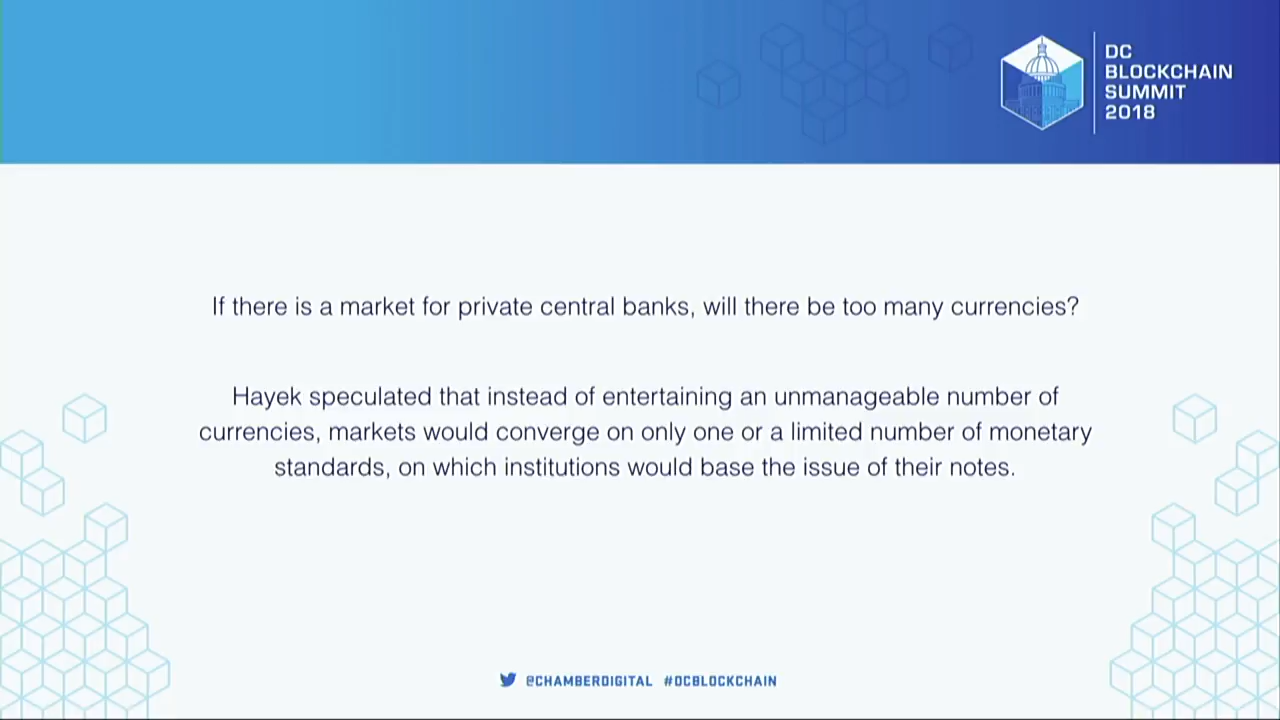 DC
BLOCKCHAIN
SUMMIT
2018
If there is a market for private central banks, will there be too many currencies?
Hayek speculated that instead of entertaining an unmanageable number of
currencies, markets would converge on only one or a limited number of monetary
standards, on which institutions would base the issue of their notes.
@CHAMBERDIGITAL #DCBLOCKCHAIN